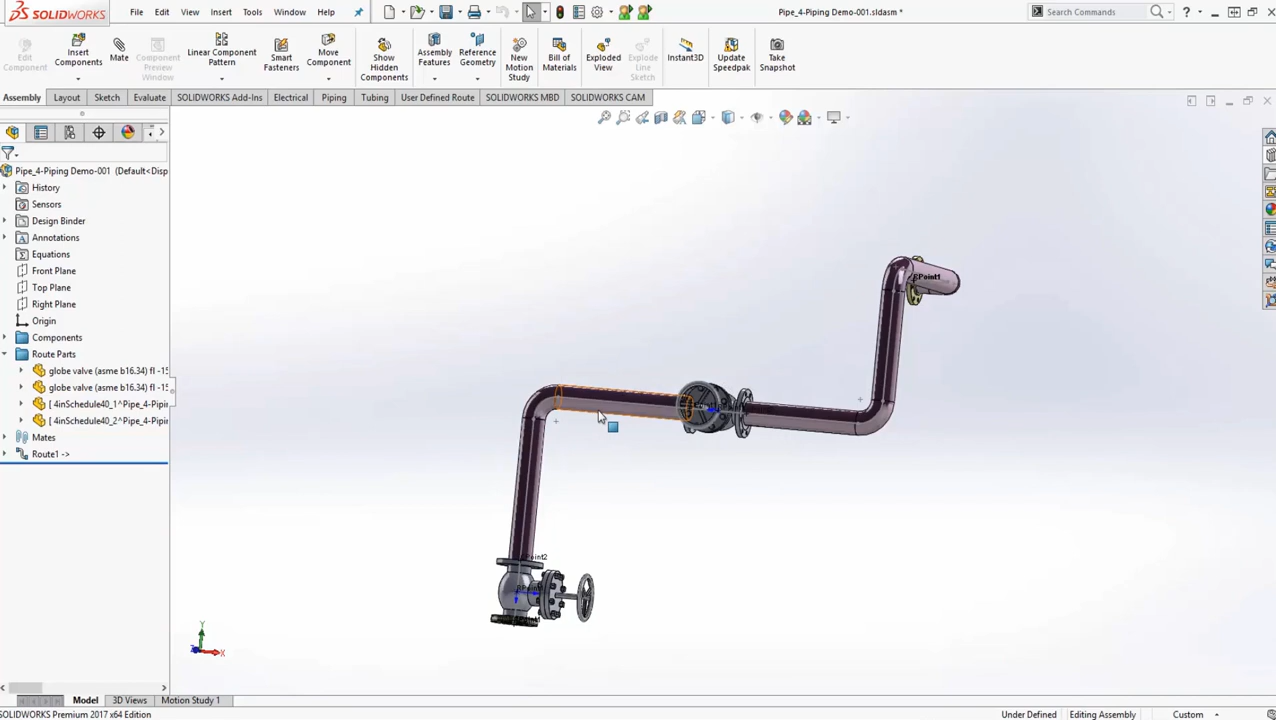 SOLIDWORKS
File Edit View Insert Tools Window Help
Pipe_4-Piping Demo-001.sldasm *
Search Commands
Edit Component
Insert Components
Mate
Component Preview Window
Linear Component Pattern
Smart Fasteners
Move Component
Show Hidden Components
Assembly Features
Reference Geometry
New Motion Study
Bill of Materials
Exploded View
Explode Line Sketch
Instant3D
Update Speedpak
Take Snapshot
Assembly Layout Sketch Evaluate SOLIDWORKS Add-Ins Electrical Piping Tubing User Defined Route SOLIDWORKS MBD SOLIDWORKS CAM
Pipe_4-Piping Demo-001 (Default<Disp
History
Sensors
Design Binder
Annotations
Equations
Front Plane
Top Plane
Right Plane
Origin
Components
Route Parts
globe valve (asme b16.34) fl -15
globe valve (asme b16.34) fl -15
[ 4inSchedule40_1^Pipe_4-Pipin
[ 4inSchedule40_2^Pipe_4-Pipin
Mates
Route1 ->
RPoint1
Point2
Y
X
Model 3D Views Motion Study 1
SOLIDWORKS Premium 2017 x64 Edition
Under Defined Editing Assembly Custom